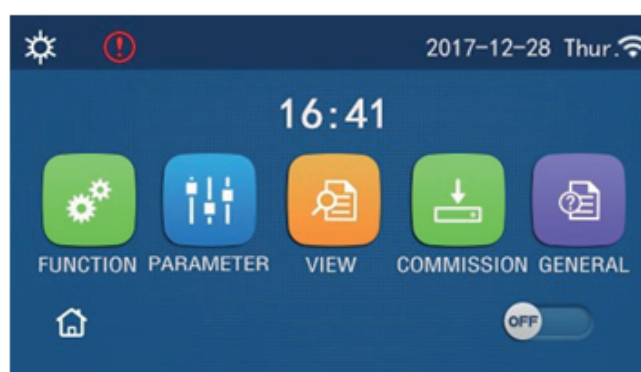 2017-12-28 Thur.
16:41
FUNCTION PARAMETER VIEW COMMISSION GENERAL
OFF